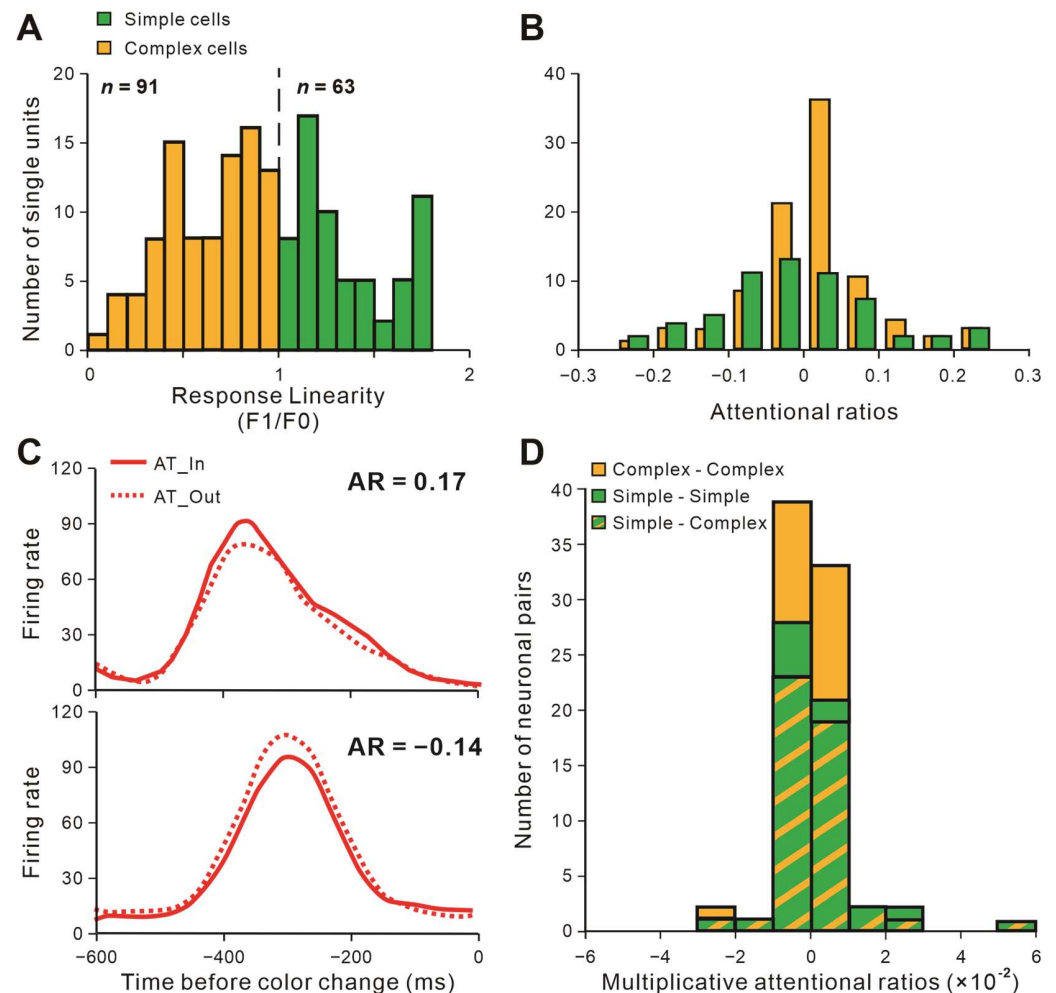 A
Simple cells
Complex cells
n = 91
n = 63
20
15
10
5
0
Number of single units
0
1
2
Response Linearity
(F1/F0)
B
40
30
20
10
0
−0.3
−0.2
−0.1
0
0.1
0.2
0.3
Attentional ratios
C
AT_In
AT_Out
AR = 0.17
120
90
60
30
0
Firing rate
AR = −0.14
120
90
60
30
0
Firing rate
−600
−400
−200
0
Time before color change (ms)
D
Complex - Complex
Simple - Simple
Simple - Complex
40
35
30
25
20
15
10
5
0
Number of neuronal pairs
−6
−4
−2
0
2
4
6
Multiplicative attentional ratios (×10⁻²)